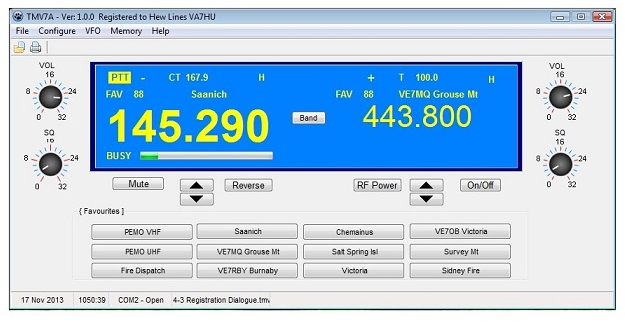 TMV7A - Ver: 1.0.0 Registered to Hew Lines VA7HU
File Configure VFO Memory Help
VOL
16
8 24
0 32
SQ
16
8 24
0 32
PTT - CT 167.9 H
FAV 88 Saanich
145.290
BUSY
Band
+ T 100.0 H
FAV 88 VE7MQ Grouse Mt
443.800
VOL
16
8 24
0 32
SQ
16
8 24
0 32
Mute Reverse RF Power On/Off
{ Favourites ]
PEMO VHF Saanich Chemainus VE7OB Victoria
PEMO UHF VE7MQ Grouse Mt Salt Spring Isl Survey Mt
Fire Dispatch VE7RBY Burnaby Victoria Sidney Fire
17 Nov 2013 1050:39 COM2 - Open 4-3 Registration Dialogue.tmv